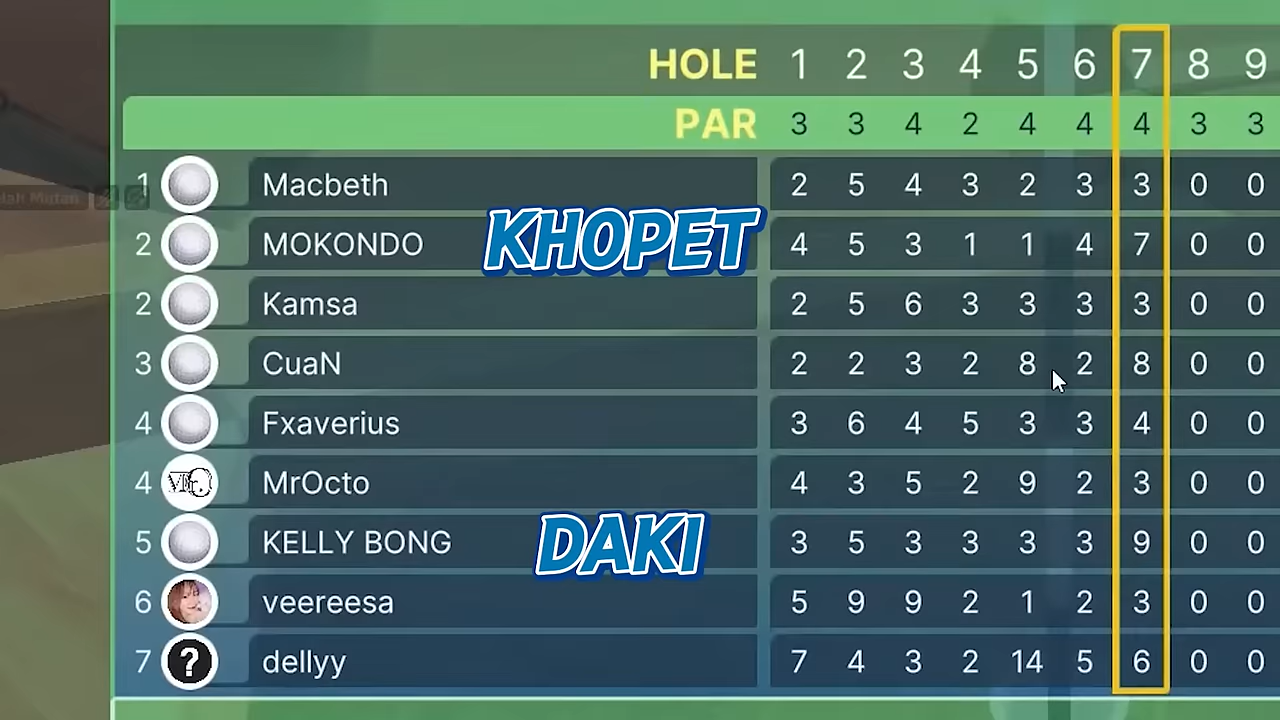 HOLE 1 2 3 4 5 6 7 8 9
PAR 3 3 4 2 4 4 4 3 3
1 Macbeth 2 5 4 3 2 3 3 0 0
KHOPET
2 MOKONDO 4 5 3 1 1 4 7 0 0
2 Kamsa 2 5 6 3 3 3 3 0 0
3 CuaN 2 2 3 2 8 2 8 0 0
4 Fxaverius 3 6 4 5 3 3 4 0 0
4 MrOcto 4 3 5 2 9 2 3 0 0
DAKI
5 KELLY BONG 3 5 3 3 3 3 9 0 0
6 veereesa 5 9 9 2 1 2 3 0 0
7 ? dellyy 7 4 3 2 14 5 6 0 0